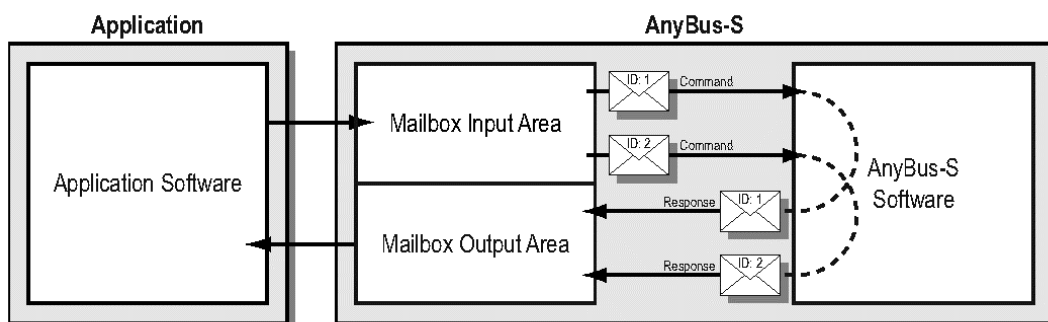 Application
AnyBus-S
Application Software
Mailbox Input Area
Mailbox Output Area
ID: 1
Command
ID: 2
Command
Response
ID: 1
Response
ID: 2
AnyBus-S
Software